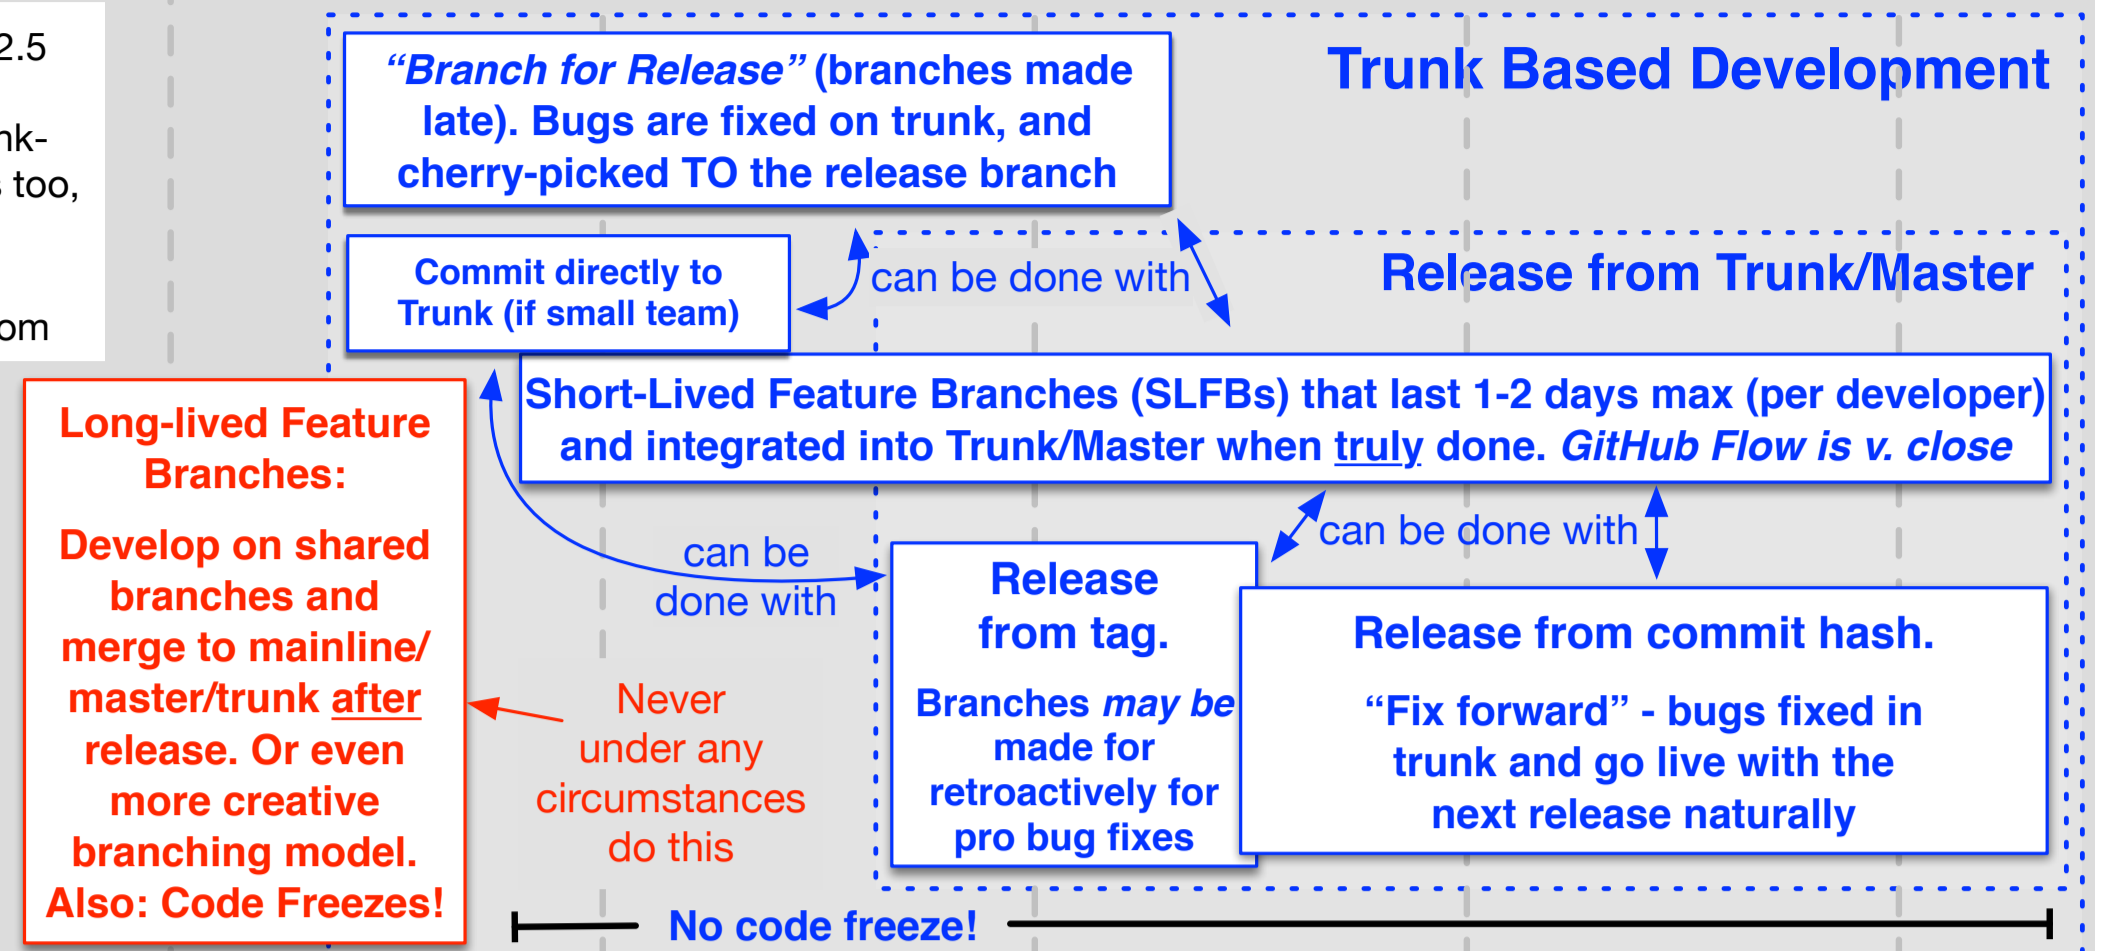 2.5
nk-
s too,
om
“Branch for Release” (branches made
late). Bugs are fixed on trunk, and
cherry-picked TO the release branch
Trunk Based Development
Commit directly to
Trunk (if small team)
can be done with
Release from Trunk/Master
Short-Lived Feature Branches (SLFBs) that last 1-2 days max (per developer)
and integrated into Trunk/Master when truly done. GitHub Flow is v. close
Long-lived Feature
Branches:
Develop on shared
branches and
merge to mainline/
master/trunk after
release. Or even
more creative
branching model.
Also: Code Freezes!
can be
done with
can be done with
Never
under any
circumstances
do this
Release
from tag.
Branches may be
made for
retroactively for
pro bug fixes
Release from commit hash.
“Fix forward” - bugs fixed in
trunk and go live with the
next release naturally
No code freeze!